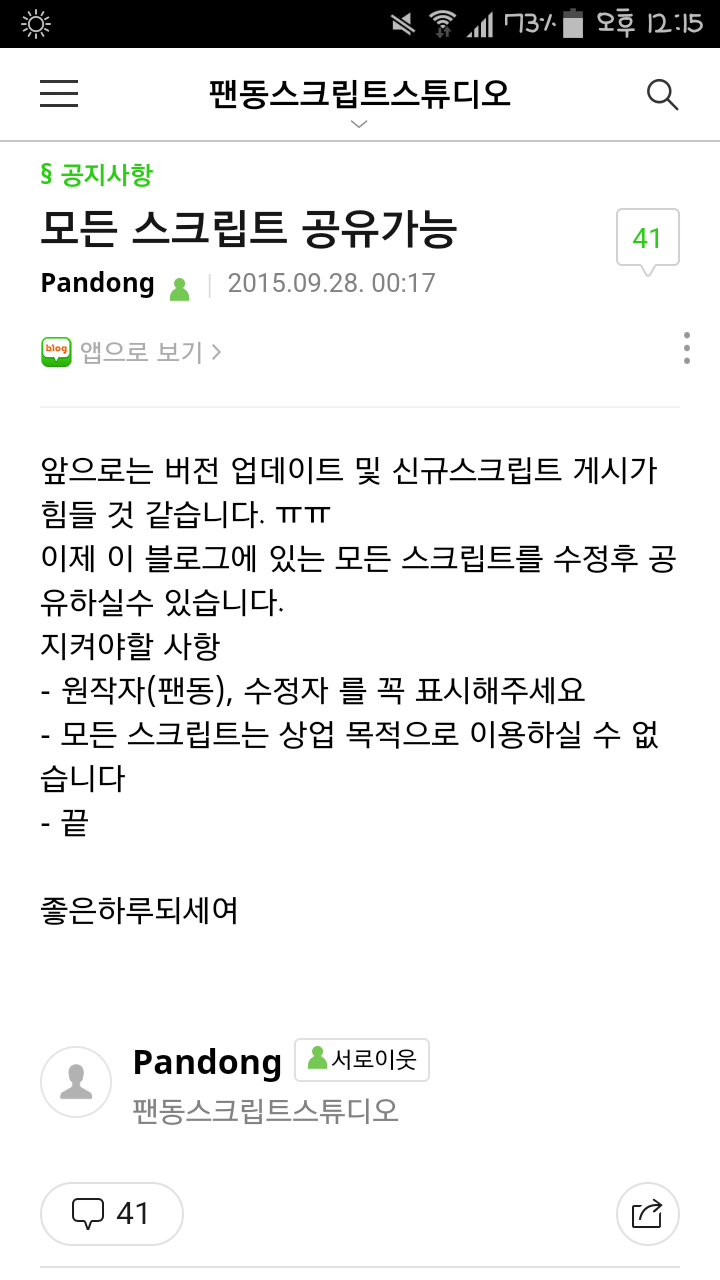 73% 오후 12:15
팬동스크립트스튜디오
§ 공지사항
모든 스크립트 공유가능
41
Pandong | 2015.09.28. 00:17
blog 앱으로 보기 >
앞으로는 버전 업데이트 및 신규스크립트 게시가
힘들 것 같습니다. ㅠㅠ
이제 이 블로그에 있는 모든 스크립트를 수정후 공
유하실수 있습니다.
지켜야할 사항
- 원작자(팬동), 수정자 를 꼭 표시해주세요
- 모든 스크립트는 상업 목적으로 이용하실 수 없
습니다
- 끝
좋은하루되세여
Pandong 서로이웃
팬동스크립트스튜디오
41